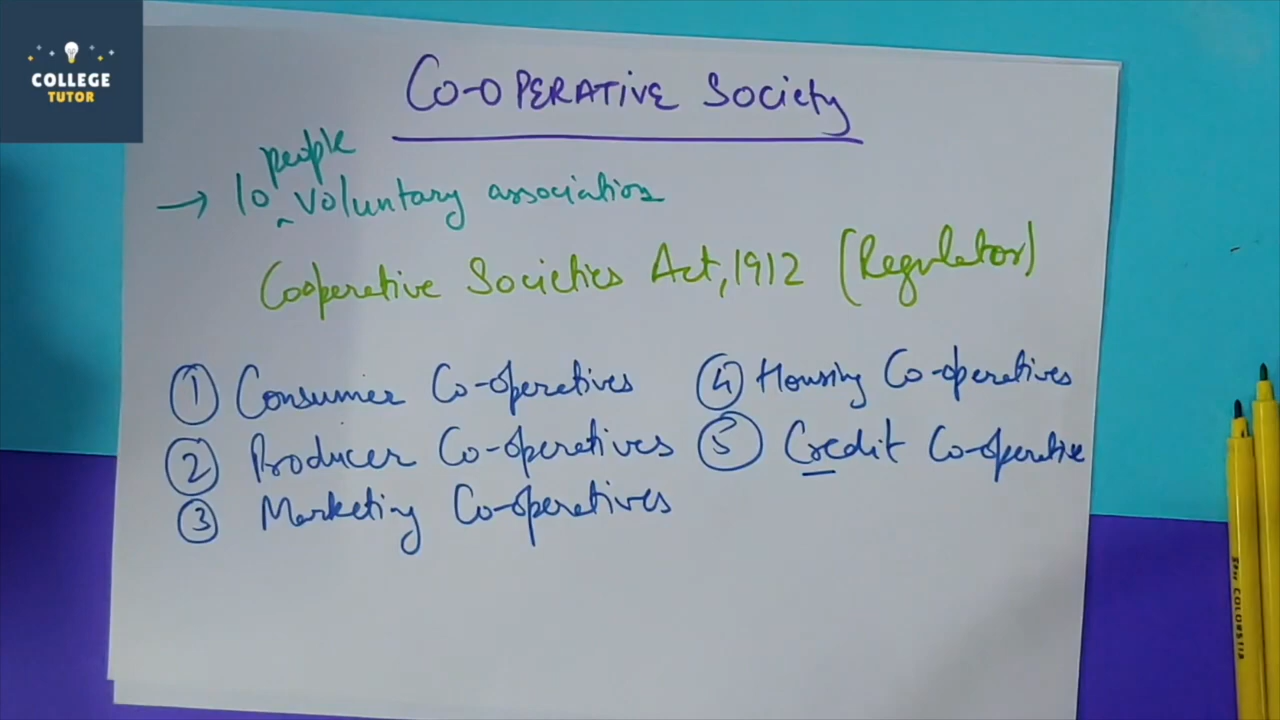 COLLEGE
TUTOR
CO-OPERATIVE Society
people
→ 10 ^ voluntary association
Cooperative Societies Act, 1912 (Regulator)
① Consumer Co-operatives
② Producer Co-operatives
③ Marketing Co-operatives
④ Housing Co-operatives
⑤ Credit Co-operative